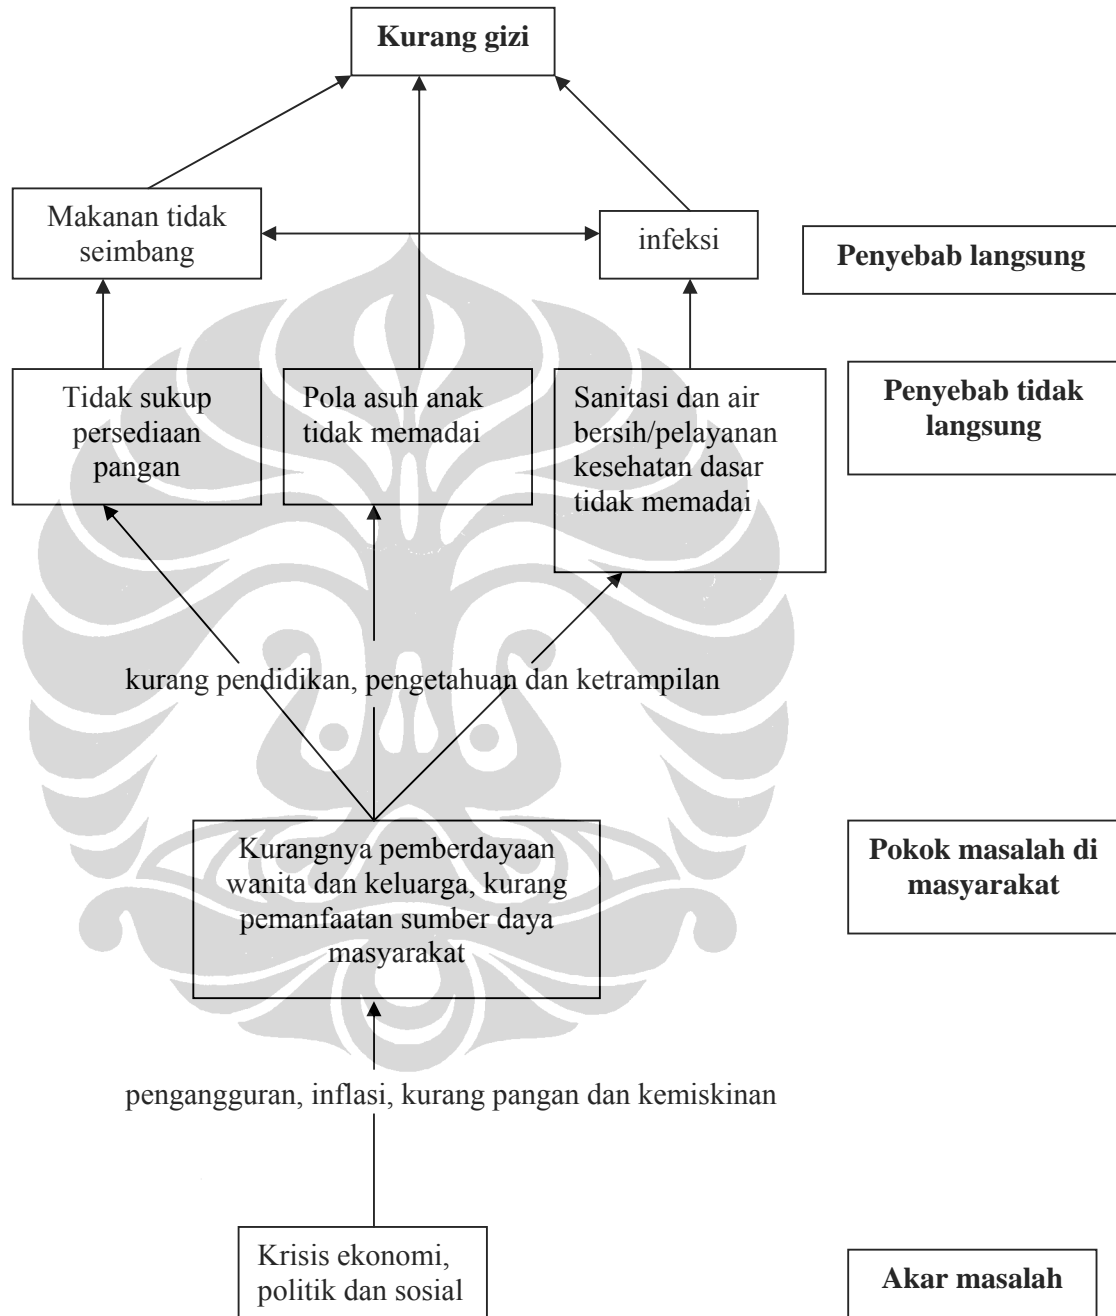 Kurang gizi
Makanan tidak
seimbang
infeksi
Penyebab langsung
Tidak sukup
persediaan
pangan
Pola asuh anak
tidak memadai
Sanitasi dan air
bersih/pelayanan
kesehatan dasar
tidak memadai
Penyebab tidak
langsung
kurang pendidikan, pengetahuan dan ketrampilan
Kurangnya pemberdayaan
wanita dan keluarga, kurang
pemanfaatan sumber daya
masyarakat
Pokok masalah di
masyarakat
pengangguran, inflasi, kurang pangan dan kemiskinan
Krisis ekonomi,
politik dan sosial
Akar masalah